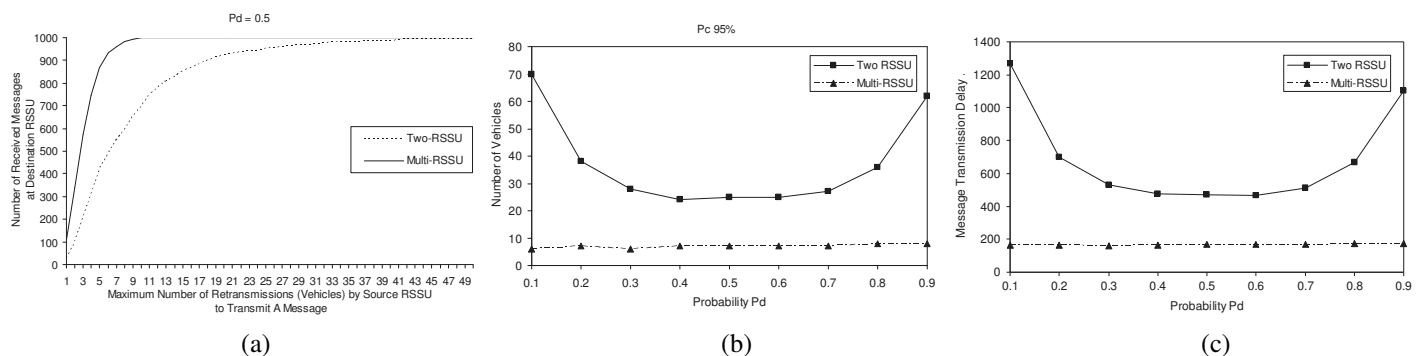 Pd = 0.5
Number of Received Messages
at Destination RSSU
1000
900
800
700
600
500
400
300
200
100
0
Two-RSSU
Multi-RSSU
1 3 5 7 9 11 13 15 17 19 21 23 25 27 29 31 33 35 37 39 41 43 45 47 49
Maximum Number of Retransmissions (Vehicles) by Source RSSU
to Transmit A Message
(a)
Pc 95%
Number of Vehicles
80
70
60
50
40
30
20
10
0
Two RSSU
Multi-RSSU
0.1 0.2 0.3 0.4 0.5 0.6 0.7 0.8 0.9
Probability Pd
(b)
Message Transmission Delay .
1400
1200
1000
800
600
400
200
0
Two RSSU
Multi-RSSU
0.1 0.2 0.3 0.4 0.5 0.6 0.7 0.8 0.9
Probability Pd
(c)